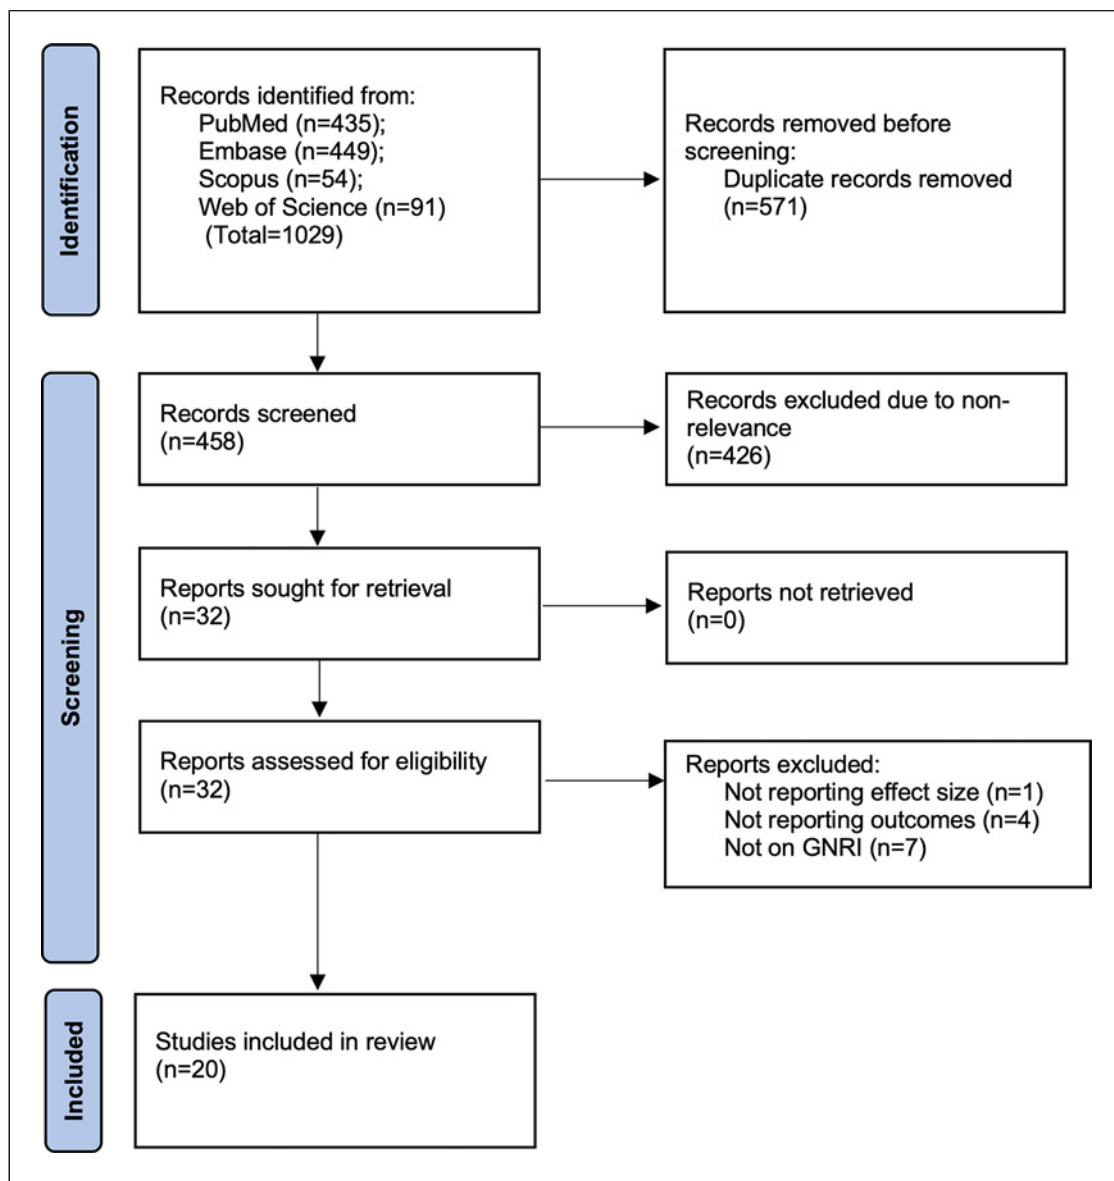 Identification
Records identified from:
PubMed (n=435);
Embase (n=449);
Scopus (n=54);
Web of Science (n=91)
(Total=1029)
Records removed before
screening:
Duplicate records removed
(n=571)
Screening
Records screened
(n=458)
Records excluded due to non-
relevance
(n=426)
Reports sought for retrieval
(n=32)
Reports not retrieved
(n=0)
Reports assessed for eligibility
(n=32)
Reports excluded:
Not reporting effect size (n=1)
Not reporting outcomes (n=4)
Not on GNRI (n=7)
Included
Studies included in review
(n=20)